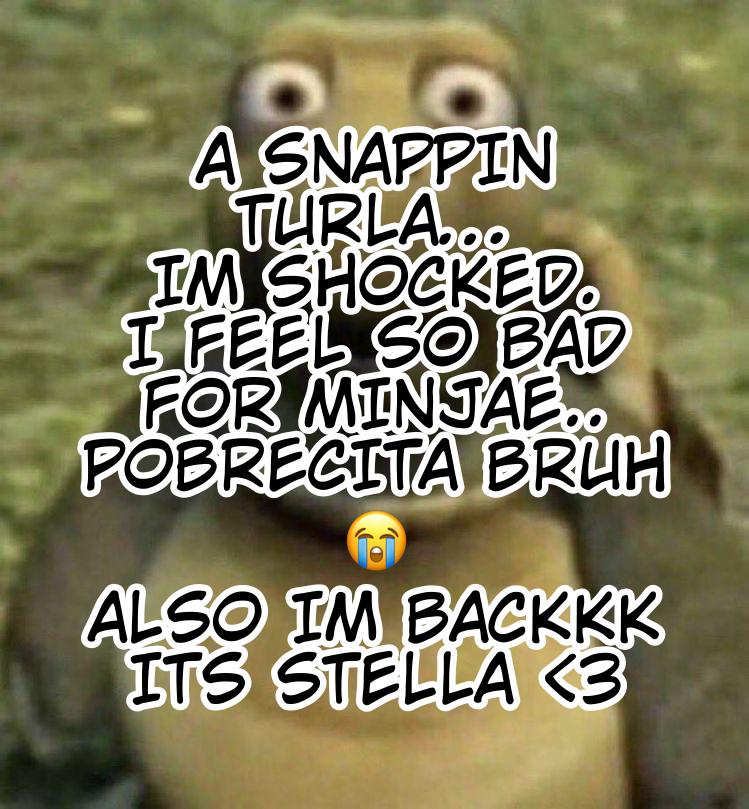 A SNAPPIN
TURLA...
IM SHOCKED.
I FEEL SO BAD
FOR MINJAE..
POBRECITA BRUH
😭
ALSO IM BACKKK
ITS STELLA <3